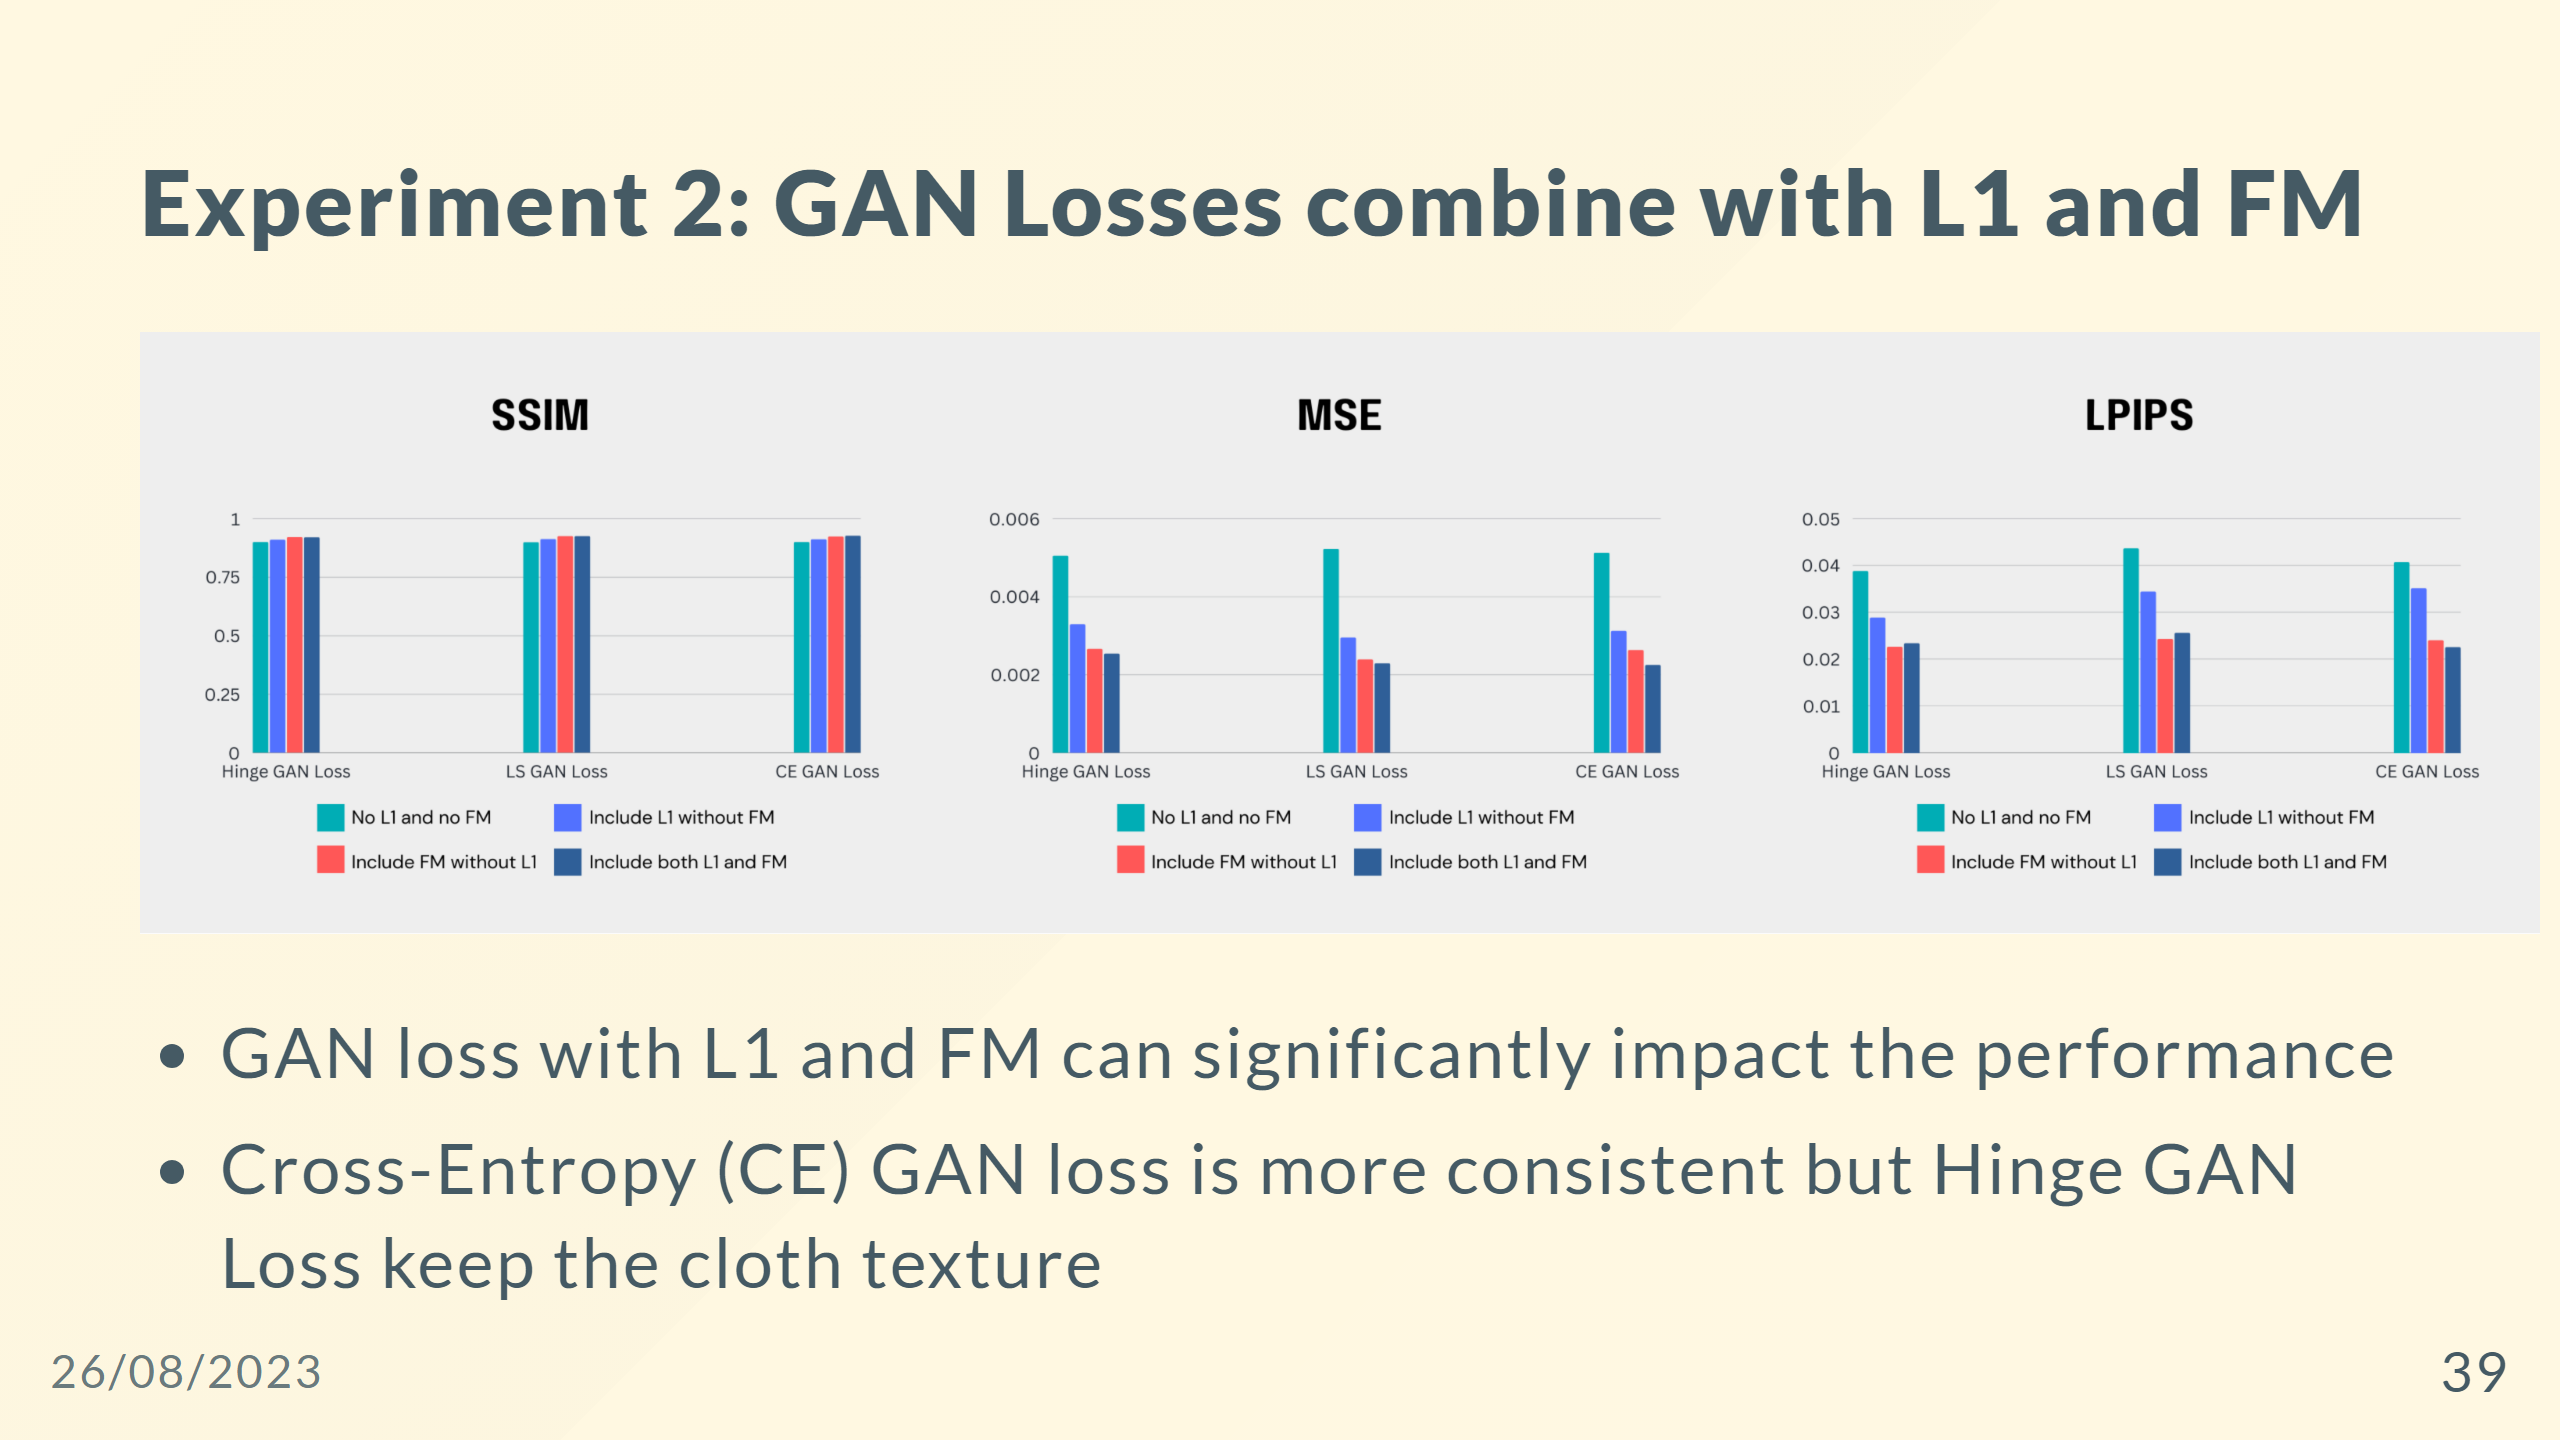 Experiment 2: GAN Losses combine with L1 and FM
SSIM
1
0.75
0.5
0.25
0
Hinge GAN Loss LS GAN Loss CE GAN Loss
No L1 and no FM Include L1 without FM
Include FM without L1 Include both L1 and FM
MSE
0.006
0.004
0.002
0
Hinge GAN Loss LS GAN Loss CE GAN Loss
No L1 and no FM Include L1 without FM
Include FM without L1 Include both L1 and FM
LPIPS
0.05
0.04
0.03
0.02
0.01
0
Hinge GAN Loss LS GAN Loss CE GAN Loss
No L1 and no FM Include L1 without FM
Include FM without L1 Include both L1 and FM
• GAN loss with L1 and FM can significantly impact the performance
• Cross-Entropy (CE) GAN loss is more consistent but Hinge GAN
Loss keep the cloth texture
26/08/2023
39